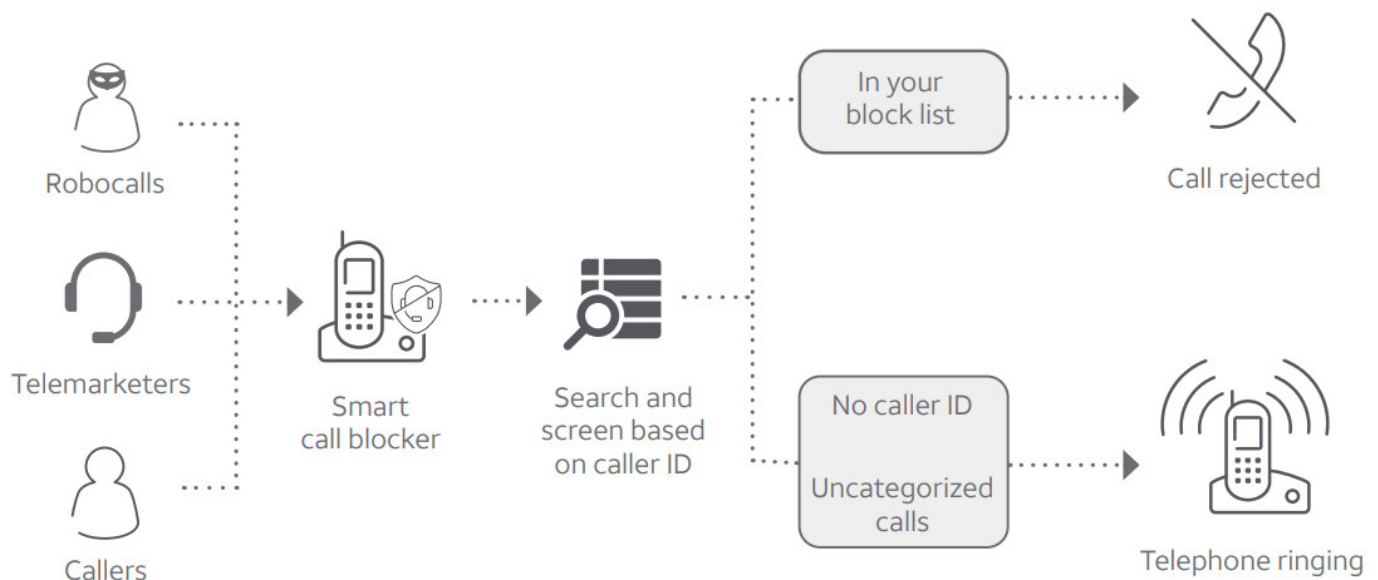 Robocalls
Telemarketers
Callers
Smart
call blocker
Search and
screen based
on caller ID
In your
block list
Call rejected
No caller ID
Uncategorized
calls
Telephone ringing